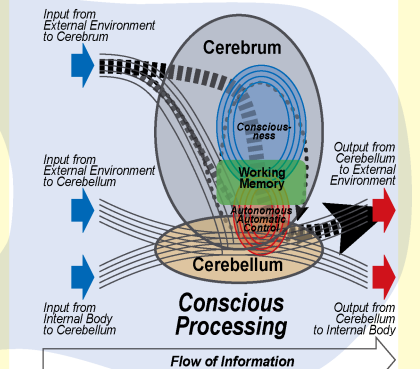 Input from
External Environment
to Cerebrum
Cerebrum
Conscious-
ness
Input from
External Environment
to Cerebellum
Output from
Cerebellum
to External
Environment
Working
Memory
Autonomous
Automatic
Control
Cerebellum
Input from
Internal Body
to Cerebellum
Conscious
Processing
Output from
Cerebellum
to Internal Body
Flow of Information